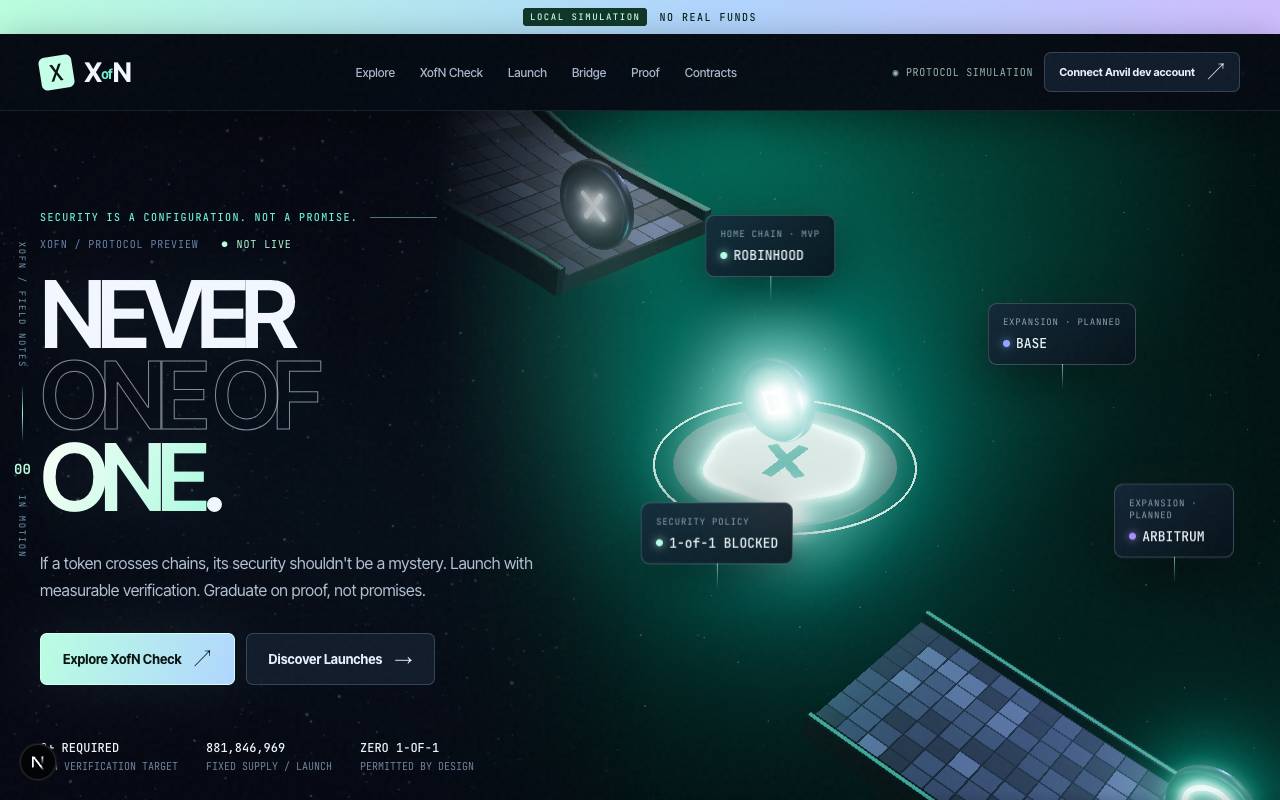 LOCAL SIMULATION NO REAL FUNDS
X XofN
Explore XofN Check Launch Bridge Proof Contracts
PROTOCOL SIMULATION
Connect Anvil dev account
SECURITY IS A CONFIGURATION. NOT A PROMISE.
XOFN / PROTOCOL PREVIEW NOT LIVE
XOFN / FIELD NOTES
00
IN MOTION
NEVER
ONE OF
ONE.
If a token crosses chains, its security shouldn't be a mystery. Launch with
measurable verification. Graduate on proof, not promises.
Explore XofN Check
Discover Launches
REQUIRED
VERIFICATION TARGET
881,846,969
FIXED SUPPLY / LAUNCH
ZERO 1-OF-1
PERMITTED BY DESIGN
N
HOME CHAIN · MVP
ROBINHOOD
EXPANSION · PLANNED
BASE
SECURITY POLICY
1-of-1 BLOCKED
EXPANSION ·
PLANNED
ARBITRUM
X
X